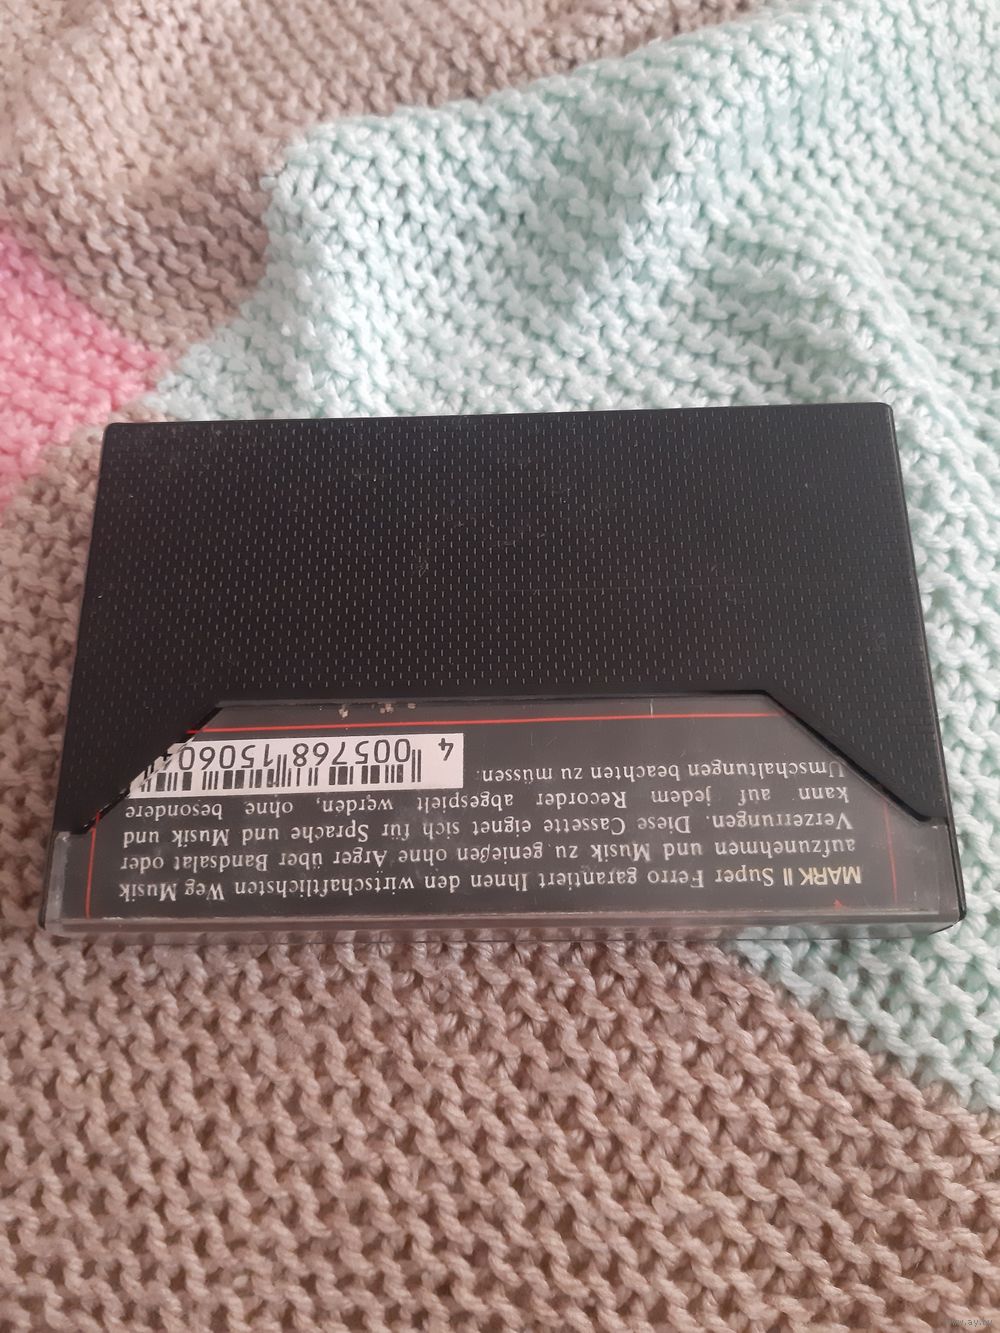 MARK II Super Ferro garantiert Ihnen den wirtschaftlichsten Weg Musik
aufzunehmen und Musik zu genießen ohne Ärger über Bandsalat oder
Verzerrungen. Diese Cassette eignet sich für Sprache und Musik und
kann auf jedem Recorder abgespielt werden, ohne besondere
Umschaltungen beachten zu müssen.
4 005768 150604